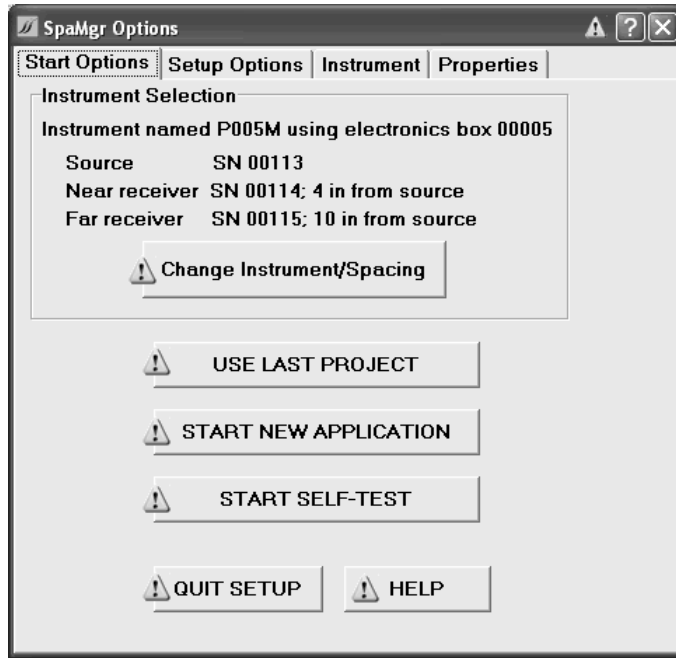 SpaMgr Options
Start Options Setup Options Instrument Properties
Instrument Selection
Instrument named P005M using electronics box 00005
Source SN 00113
Near receiver SN 00114; 4 in from source
Far receiver SN 00115; 10 in from source
Change Instrument/Spacing
USE LAST PROJECT
START NEW APPLICATION
START SELF-TEST
QUIT SETUP HELP